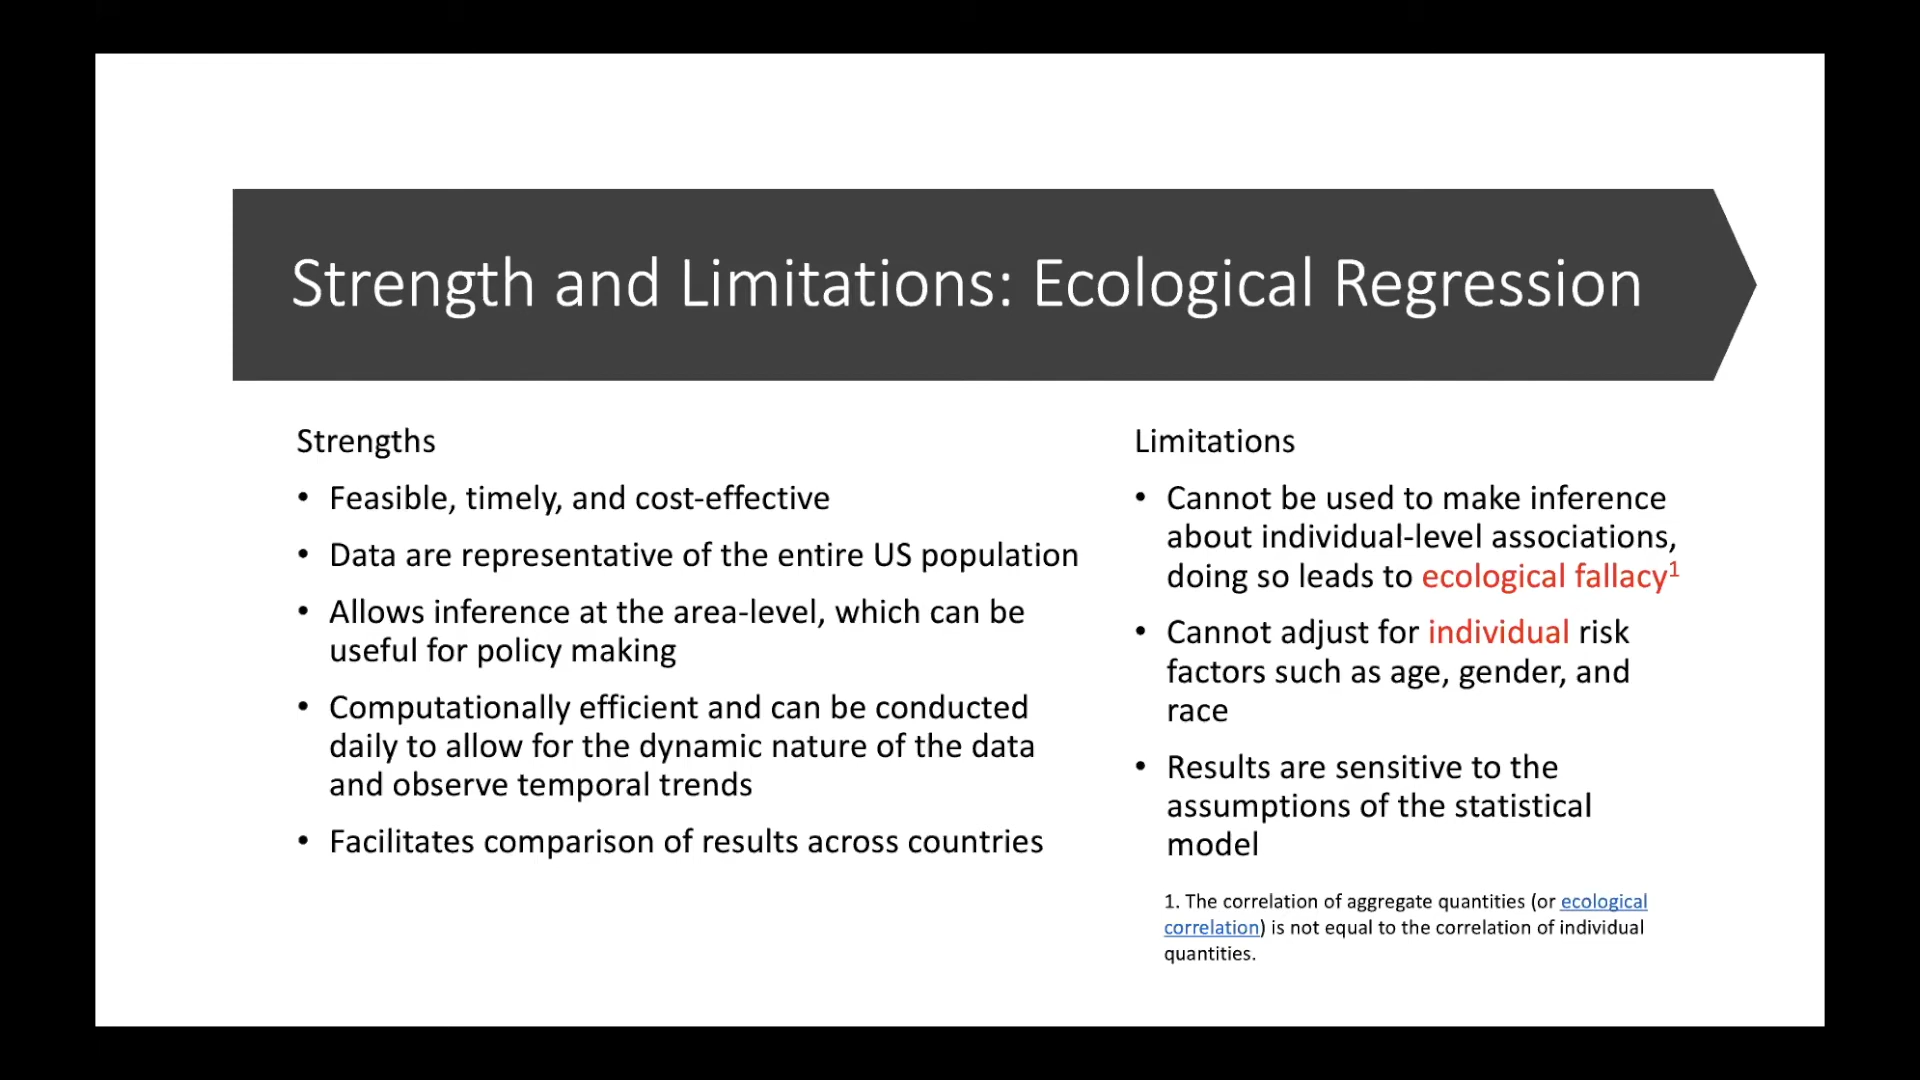 Strength and Limitations: Ecological Regression
Strengths
• Feasible, timely, and cost-effective
• Data are representative of the entire US population
• Allows inference at the area-level, which can be
useful for policy making
• Computationally efficient and can be conducted
daily to allow for the dynamic nature of the data
and observe temporal trends
• Facilitates comparison of results across countries
Limitations
• Cannot be used to make inference
about individual-level associations,
doing so leads to ecological fallacy¹
• Cannot adjust for individual risk
factors such as age, gender, and
race
• Results are sensitive to the
assumptions of the statistical
model
1. The correlation of aggregate quantities (or ecological
correlation) is not equal to the correlation of individual
quantities.